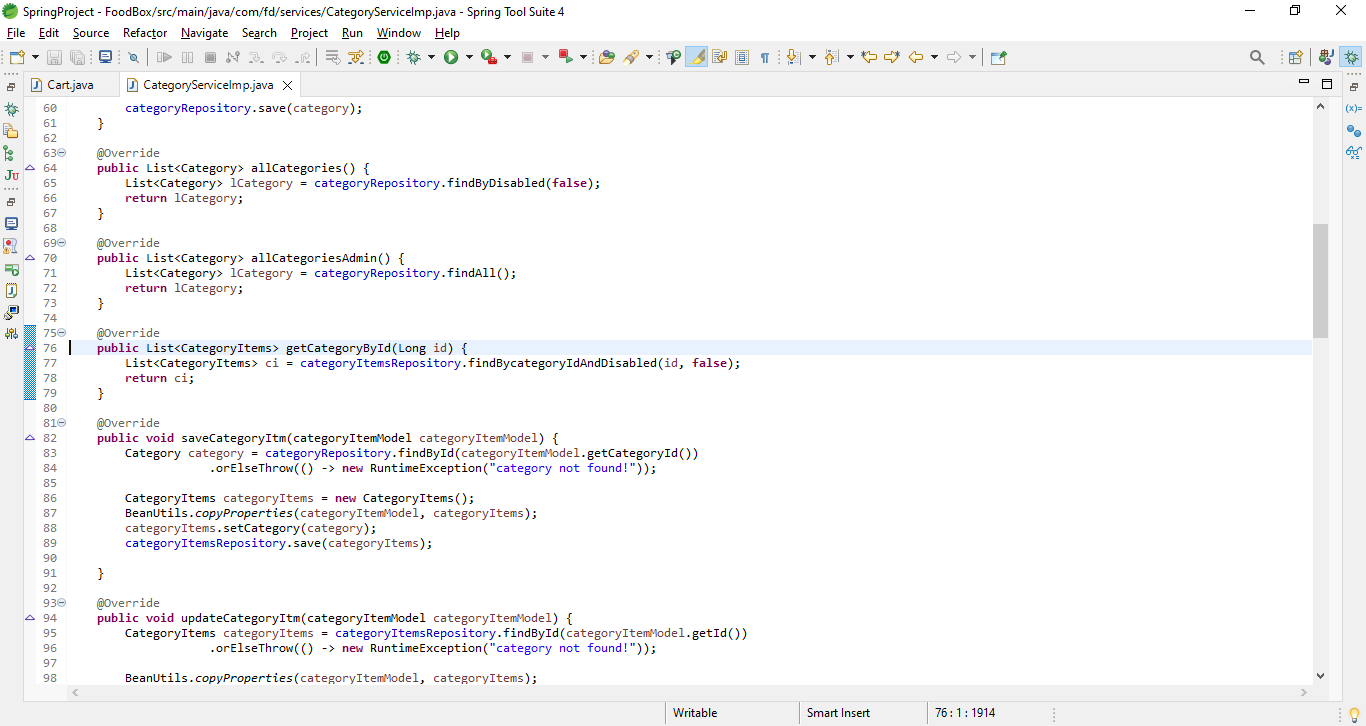 SpringProject - FoodBox/src/main/java/com/fd/services/CategoryServiceImp.java - Spring Tool Suite 4
File Edit Source Refactor Navigate Search Project Run Window Help
Cart.java CategoryServiceImp.java
60         categoryRepository.save(category);
61     }
62
63     @Override
64     public List<Category> allCategories() {
65         List<Category> lCategory = categoryRepository.findByDisabled(false);
66         return lCategory;
67     }
68
69     @Override
70     public List<Category> allCategoriesAdmin() {
71         List<Category> lCategory = categoryRepository.findAll();
72         return lCategory;
73     }
74
75     @Override
76     public List<CategoryItems> getCategoryById(Long id) {
77         List<CategoryItems> ci = categoryItemsRepository.findBycategoryIdAndDisabled(id, false);
78         return ci;
79     }
80
81     @Override
82     public void saveCategoryItm(categoryItemModel categoryItemModel) {
83         Category category = categoryRepository.findById(categoryItemModel.getCategoryId())
84                     .orElseThrow(() -> new RuntimeException("category not found!"));
85
86         CategoryItems categoryItems = new CategoryItems();
87         BeanUtils.copyProperties(categoryItemModel, categoryItems);
88         categoryItems.setCategory(category);
89         categoryItemsRepository.save(categoryItems);
90
91     }
92
93     @Override
94     public void updateCategoryItm(categoryItemModel categoryItemModel) {
95         CategoryItems categoryItems = categoryItemsRepository.findById(categoryItemModel.getId())
96                     .orElseThrow(() -> new RuntimeException("category not found!"));
97
98         BeanUtils.copyProperties(categoryItemModel, categoryItems);
Ju
(x)=
Writable Smart Insert 76 : 1 : 1914